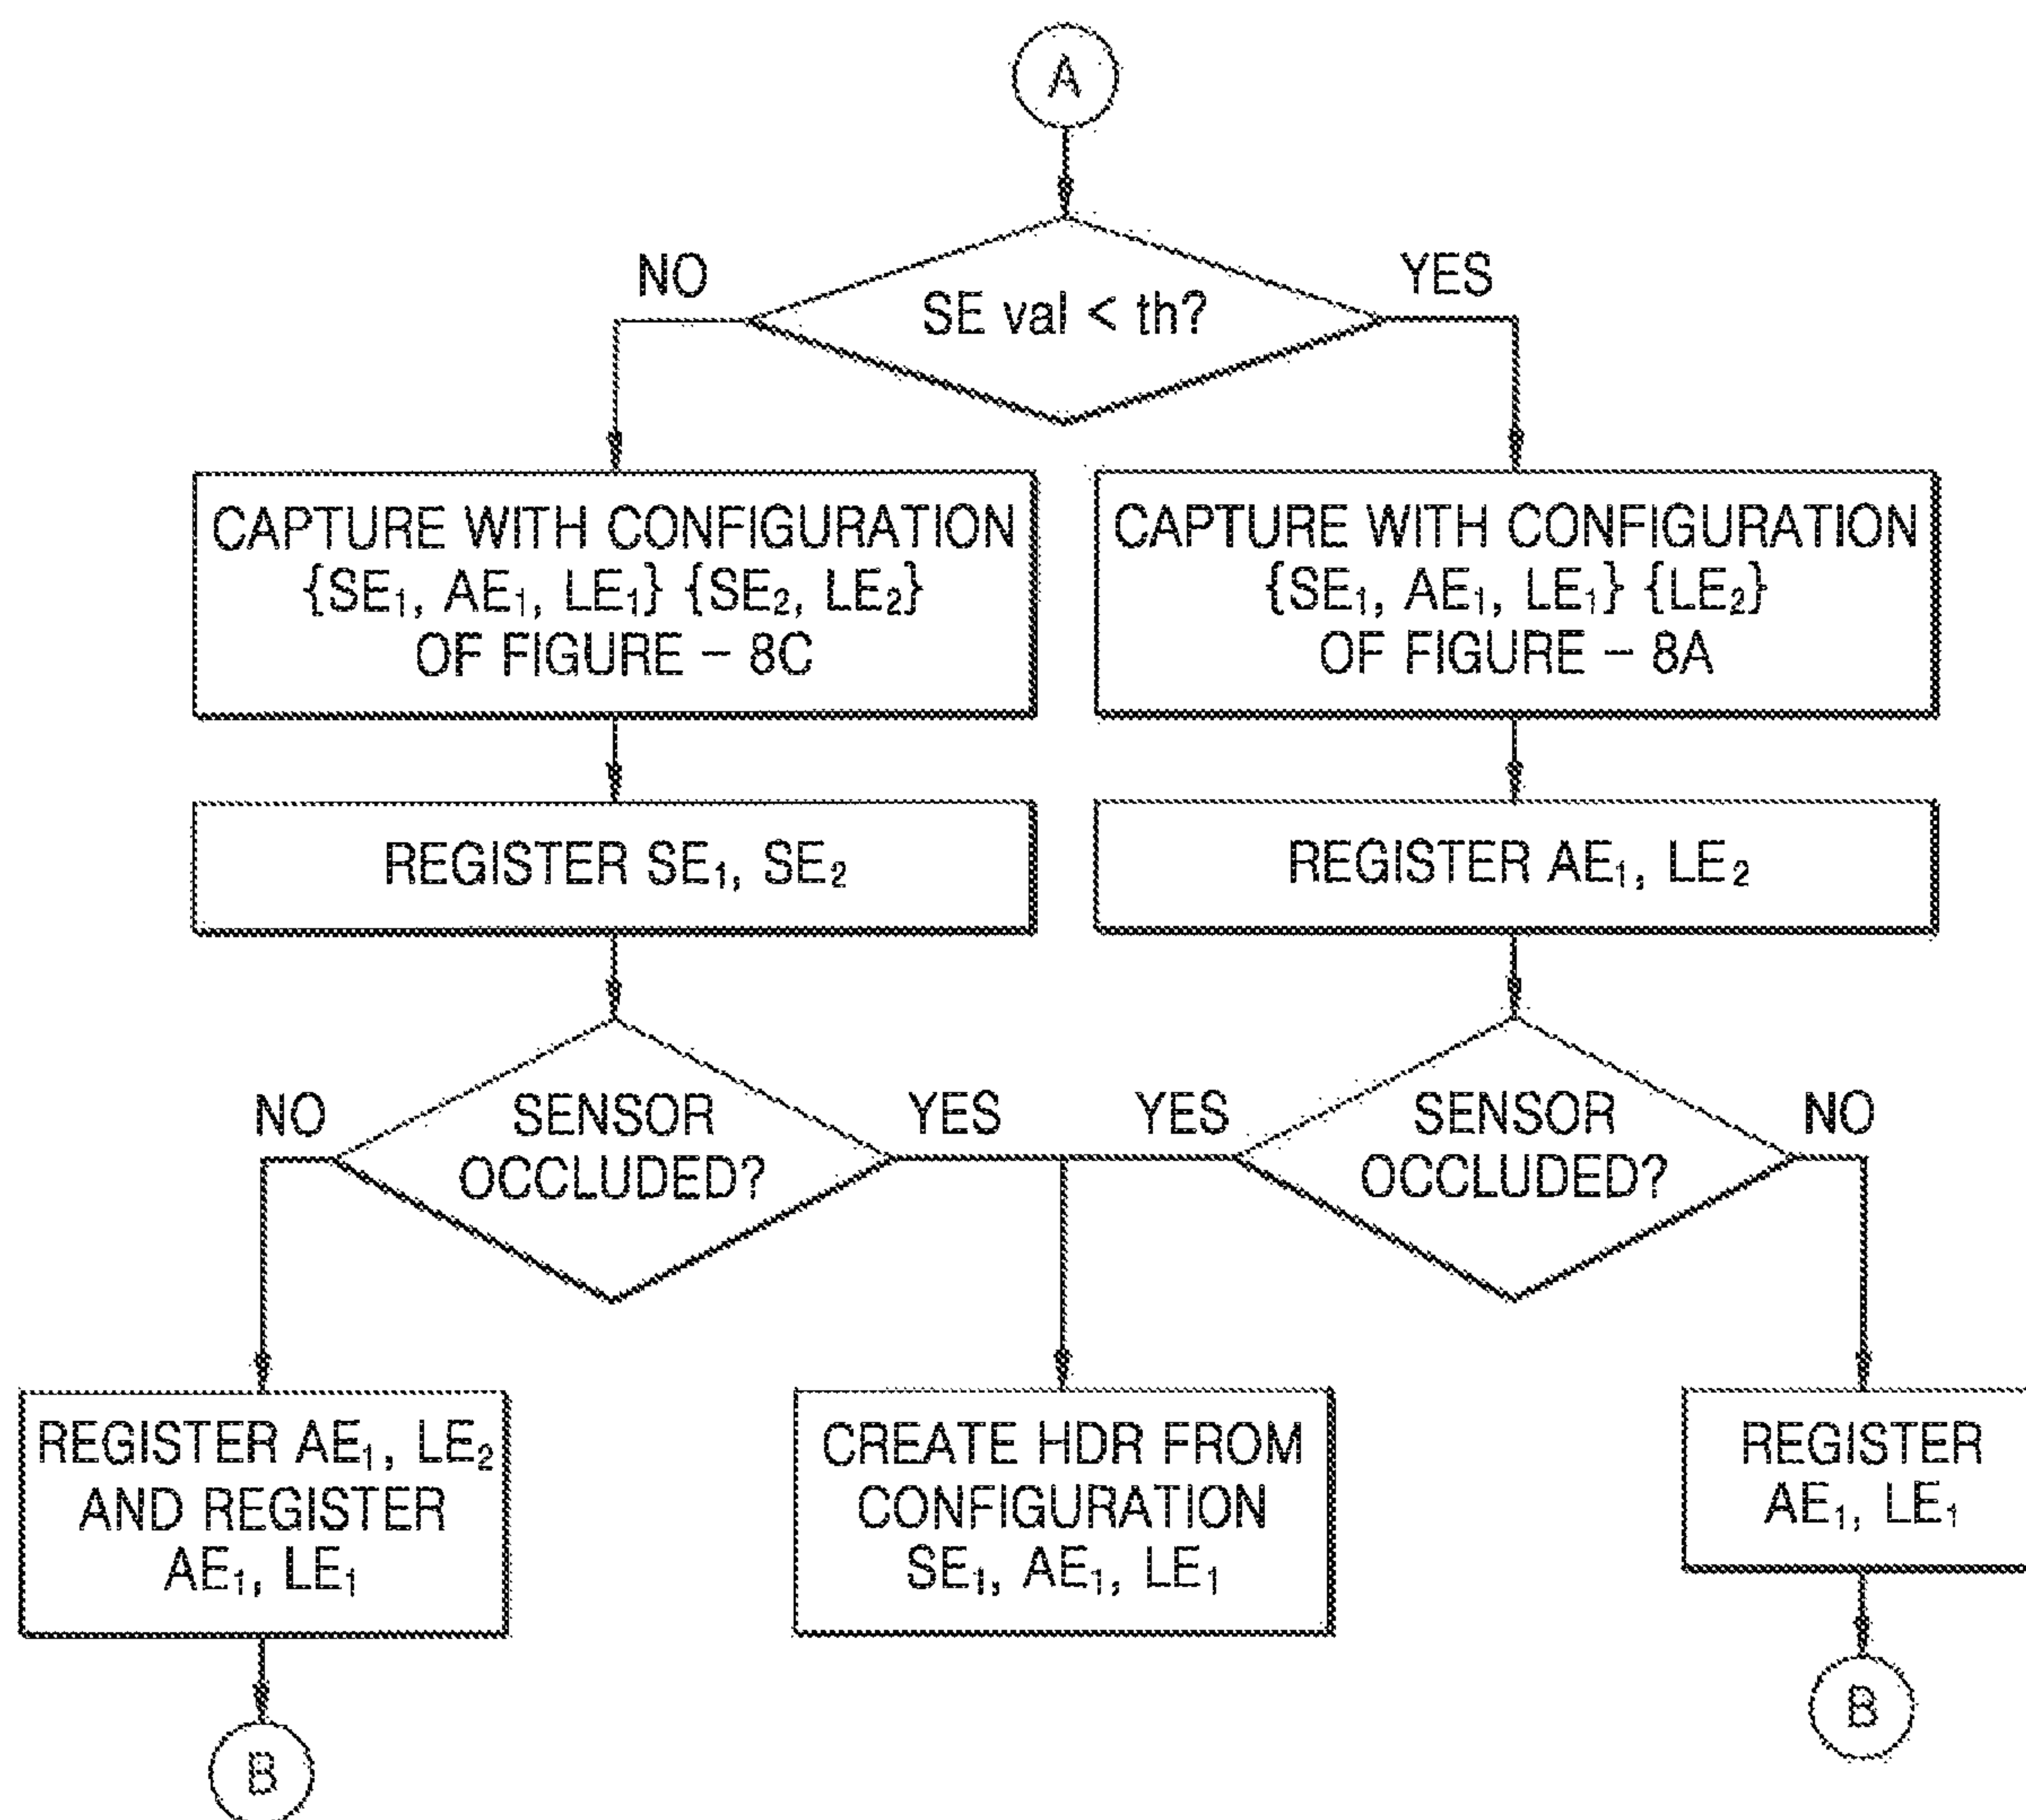 A
NO
YES
SE val < th?
CAPTURE WITH CONFIGURATION
{SE₁, AE₁, LE₁} {SE₂, LE₂}
OF FIGURE – 8C
CAPTURE WITH CONFIGURATION
{SE₁, AE₁, LE₁} {LE₂}
OF FIGURE – 8A
REGISTER SE₁, SE₂
REGISTER AE₁, LE₂
NO
SENSOR
OCCLUDED?
YES
YES
SENSOR
OCCLUDED?
NO
REGISTER AE₁, LE₂
AND REGISTER
AE₁, LE₁
CREATE HDR FROM
CONFIGURATION
SE₁, AE₁, LE₁
REGISTER
AE₁, LE₁
B
B